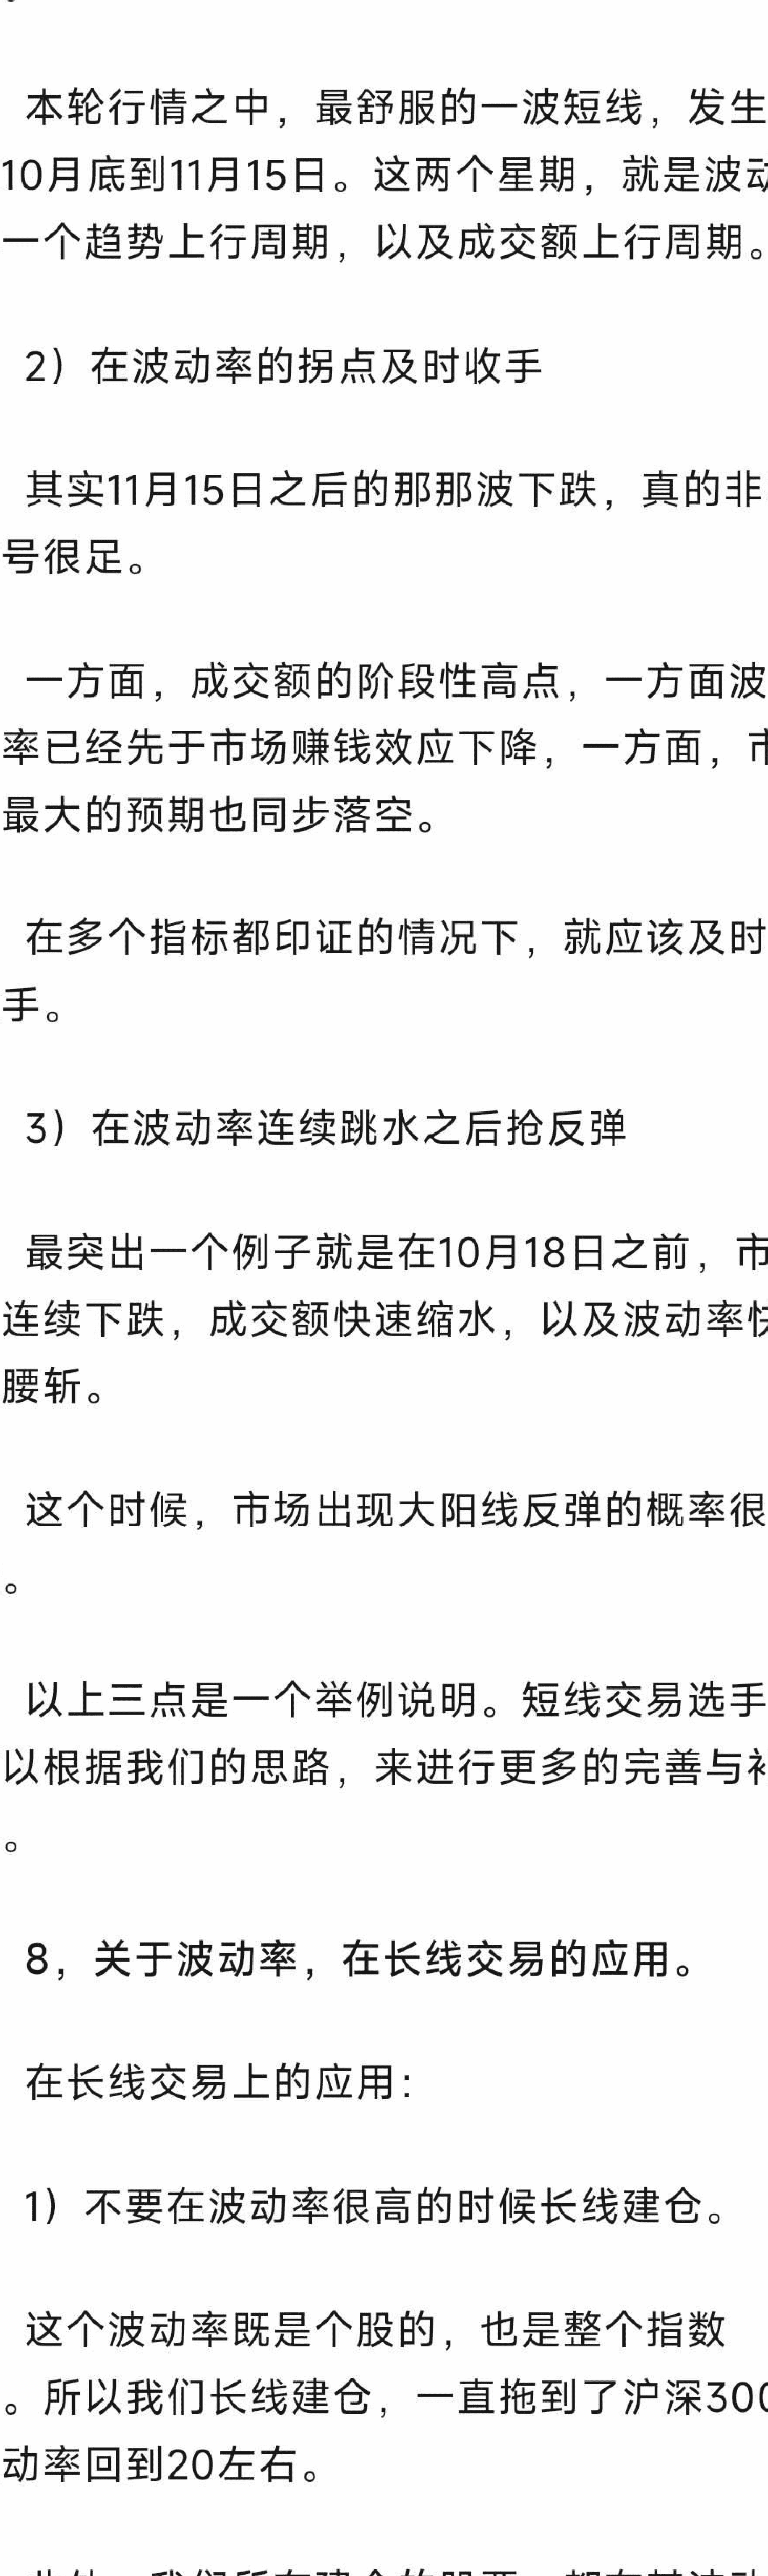 本轮行情之中，最舒服的一波短线，发生
10月底到11月15日。这两个星期，就是波动
一个趋势上行周期，以及成交额上行周期。
2）在波动率的拐点及时收手
其实11月15日之后的那那波下跌，真的非
号很足。
一方面，成交额的阶段性高点，一方面波
率已经先于市场赚钱效应下降，一方面，市
最大的预期也同步落空。
在多个指标都印证的情况下，就应该及时
手。
3）在波动率连续跳水之后抢反弹
最突出一个例子就是在10月18日之前，市
连续下跌，成交额快速缩水，以及波动率快
腰斩。
这个时候，市场出现大阳线反弹的概率很
。
以上三点是一个举例说明。短线交易选手
以根据我们的思路，来进行更多的完善与补
。
8，关于波动率，在长线交易的应用。
在长线交易上的应用：
1）不要在波动率很高的时候长线建仓。
这个波动率既是个股的，也是整个指数
。所以我们长线建仓，一直拖到了沪深300
动率回到20左右。